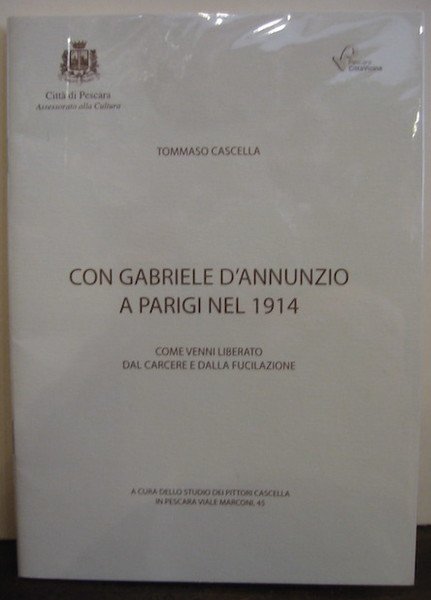 Città di Pescara
Assessorato alla Cultura
TOMMASO CASCELLA
CON GABRIELE D'ANNUNZIO
A PARIGI NEL 1914
COME VENNI LIBERATO
DAL CARCERE E DALLA FUCILAZIONE
A CURA DELLO STUDIO DEI PITTORI CASCELLA
IN PESCARA VIALE MARCONI, 45